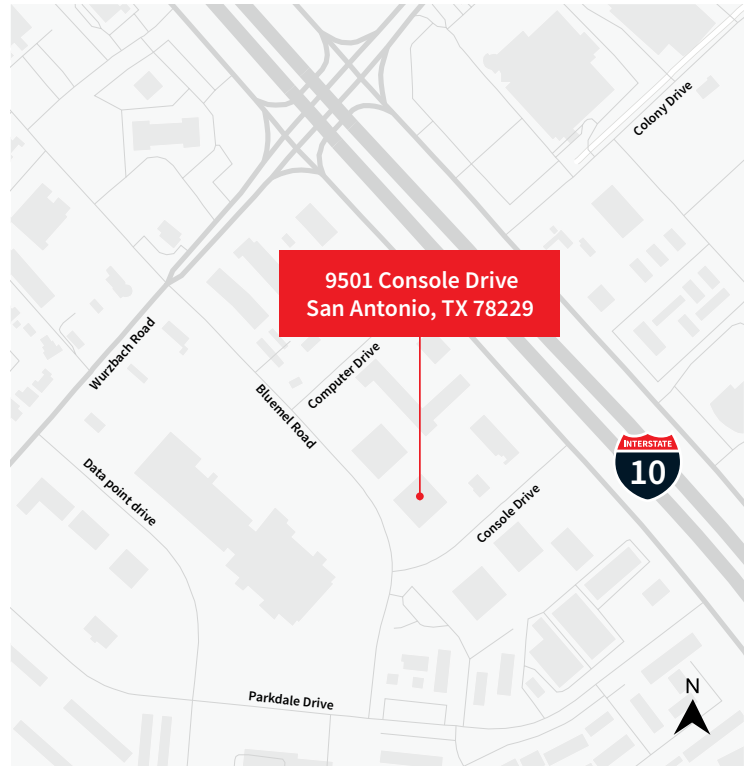 Colony Drive
9501 Console Drive
San Antonio, TX 78229
Wurzbach Road
Computer Drive
Bluemel Road
INTERSTATE
10
Data point drive
Console Drive
Parkdale Drive
N